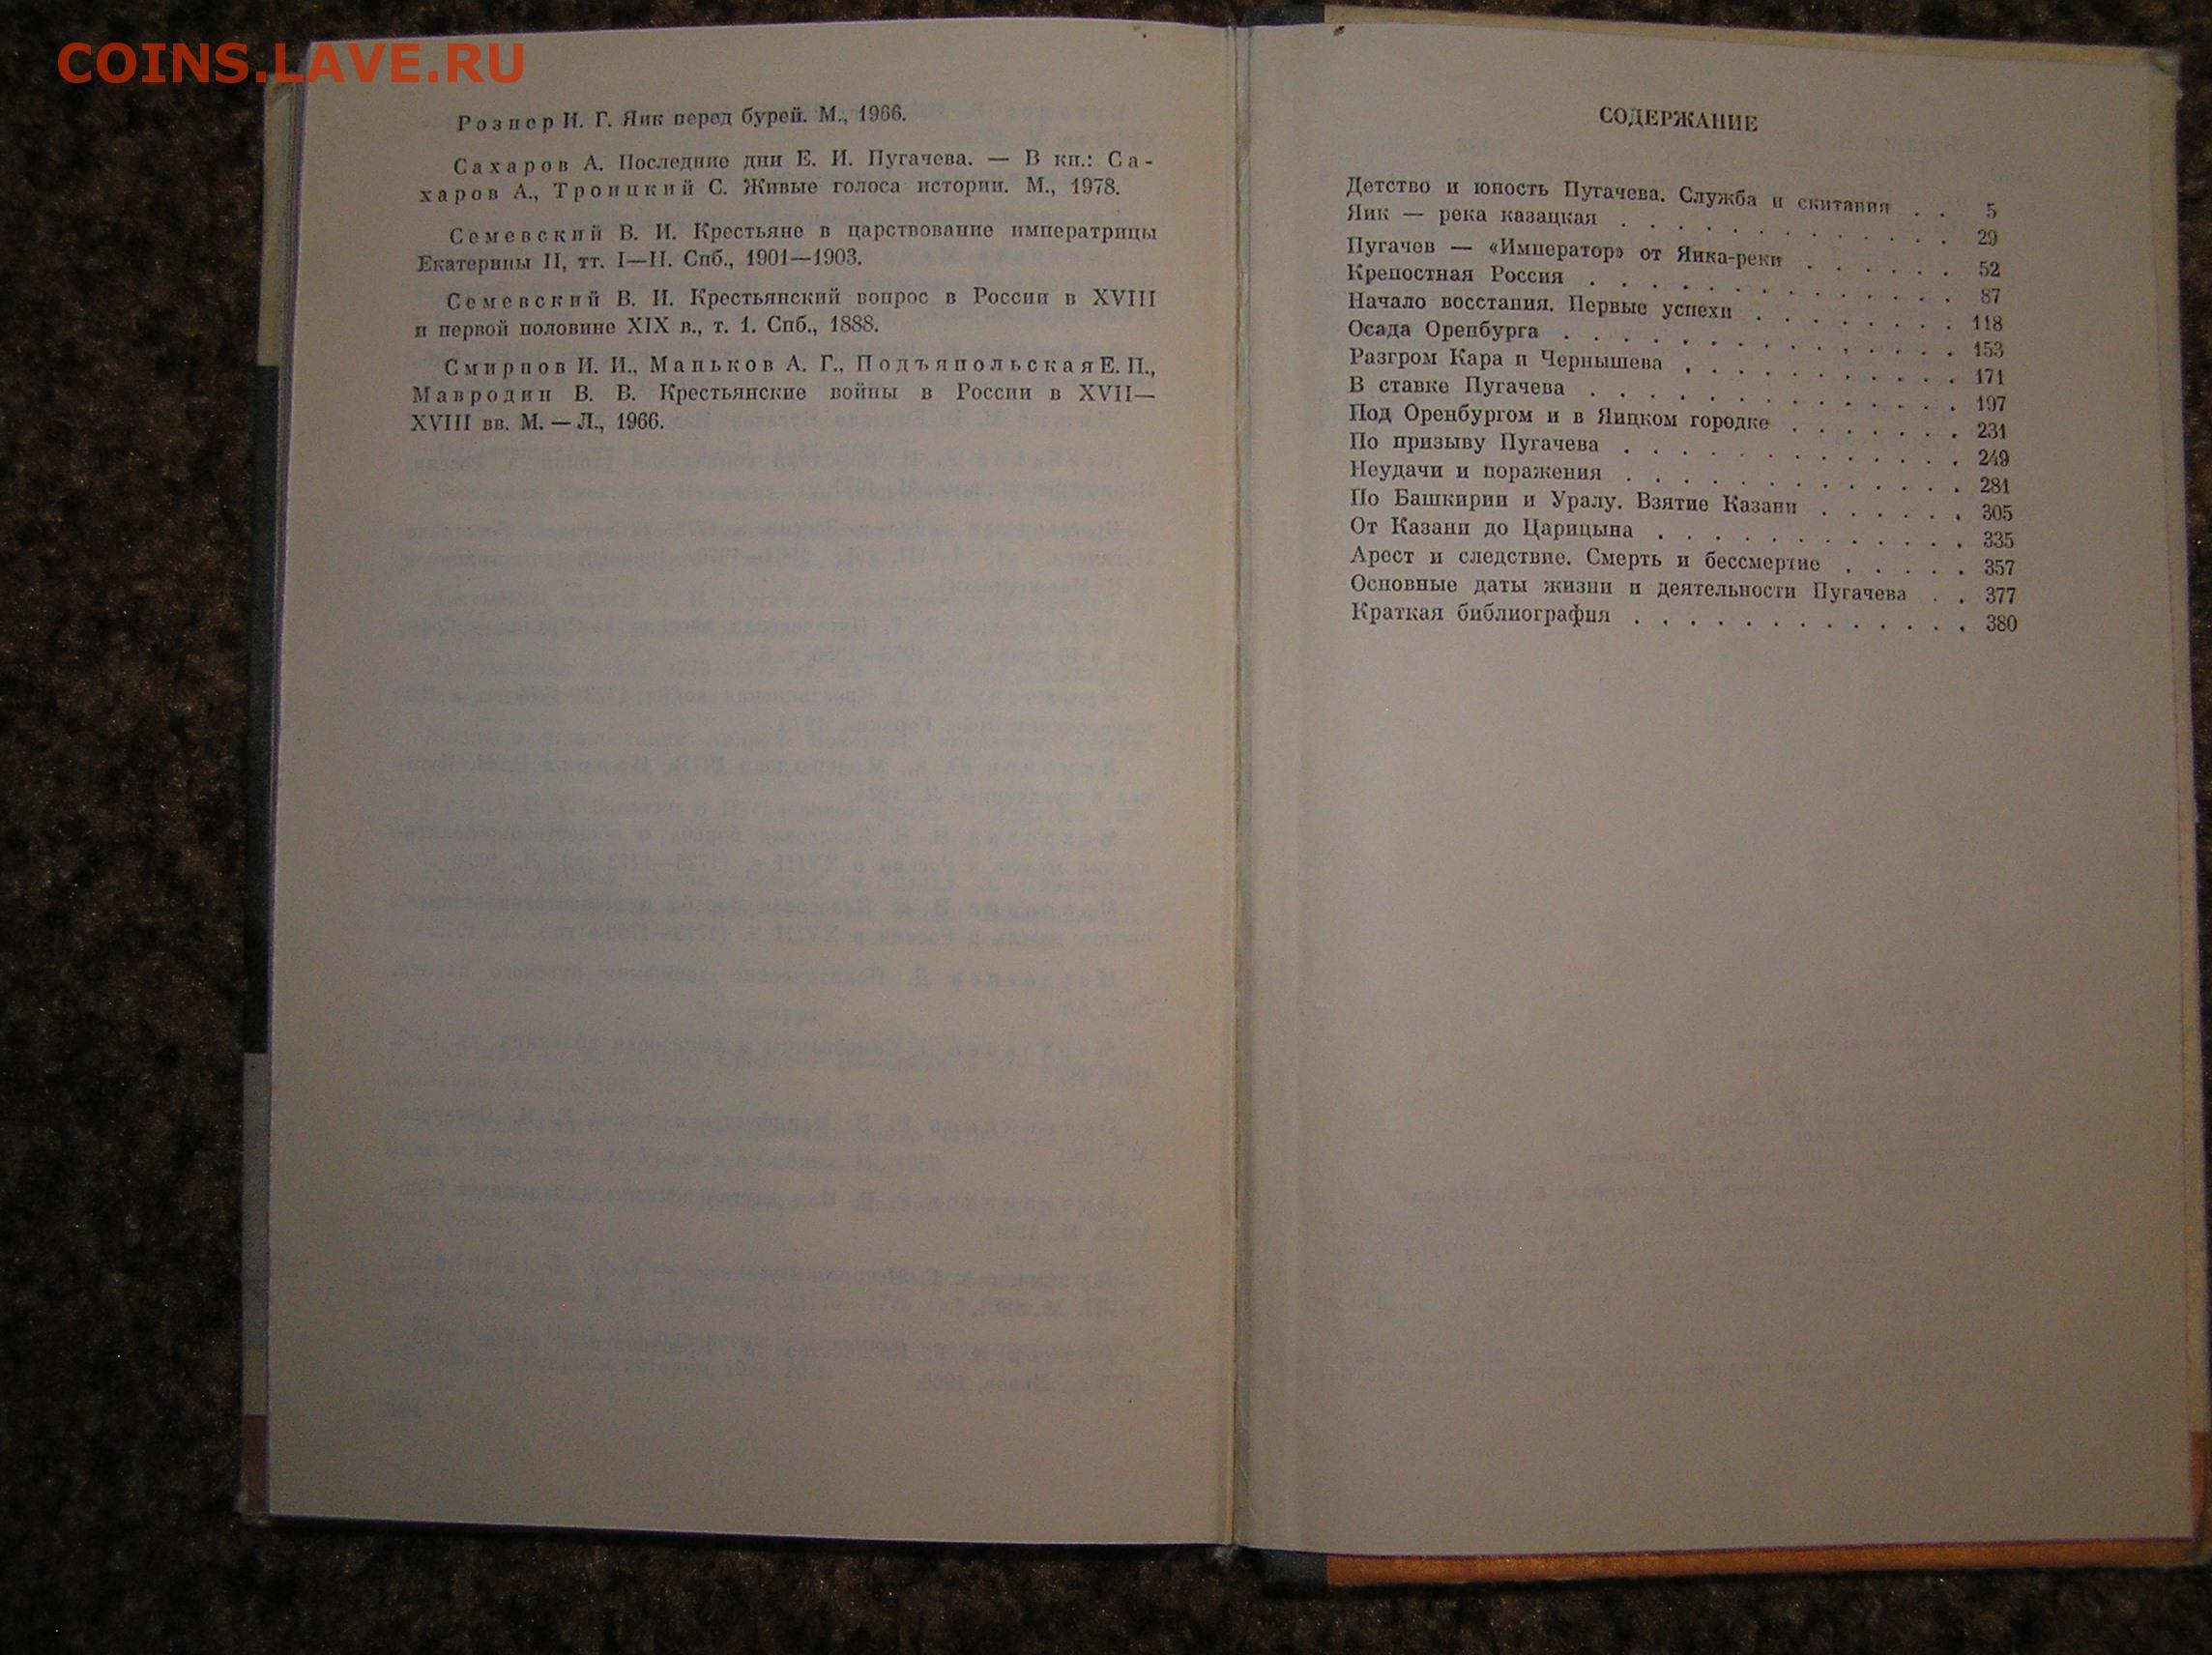 COINS.LAVE.RU
Рознер И. Г. Яик перед бурей. М., 1966.
Сахаров А. Последние дни Е. И. Пугачева. — В кн.: Са-
харов А., Троицкий С. Живые голоса истории. М., 1978.
Семевский В. И. Крестьяне в царствование императрицы
Екатерины II, тт. I—II. Спб., 1901—1903.
Семевский В. И. Крестьянский вопрос в России в XVIII
и первой половине XIX в., т. 1. Спб., 1888.
Смирнов И. И., Маньков А. Г., Подъяпольская Е. П.,
Мавродин В. В. Крестьянские войны в России в XVII—
XVIII вв. М. — Л., 1966.
СОДЕРЖАНИЕ
Детство и юность Пугачева. Служба и скитания . . 5
Яик — река казацкая . . . . . . . . . . . . 29
Пугачев — «Император» от Яика-реки . . . . . . 52
Крепостная Россия . . . . . . . . . . . . . 87
Начало восстания. Первые успехи . . . . . . . . 118
Осада Оренбурга . . . . . . . . . . . . . . 153
Разгром Кара и Чернышева . . . . . . . . . . 171
В ставке Пугачева . . . . . . . . . . . . . 197
Под Оренбургом и в Яицком городке . . . . . . . 231
По призыву Пугачева . . . . . . . . . . . . 249
Неудачи и поражения . . . . . . . . . . . . 281
По Башкирии и Уралу. Взятие Казани . . . . . . 305
От Казани до Царицына . . . . . . . . . . . 335
Арест и следствие. Смерть и бессмертие . . . . . 357
Основные даты жизни и деятельности Пугачева . . 377
Краткая библиография . . . . . . . . . . . . 380